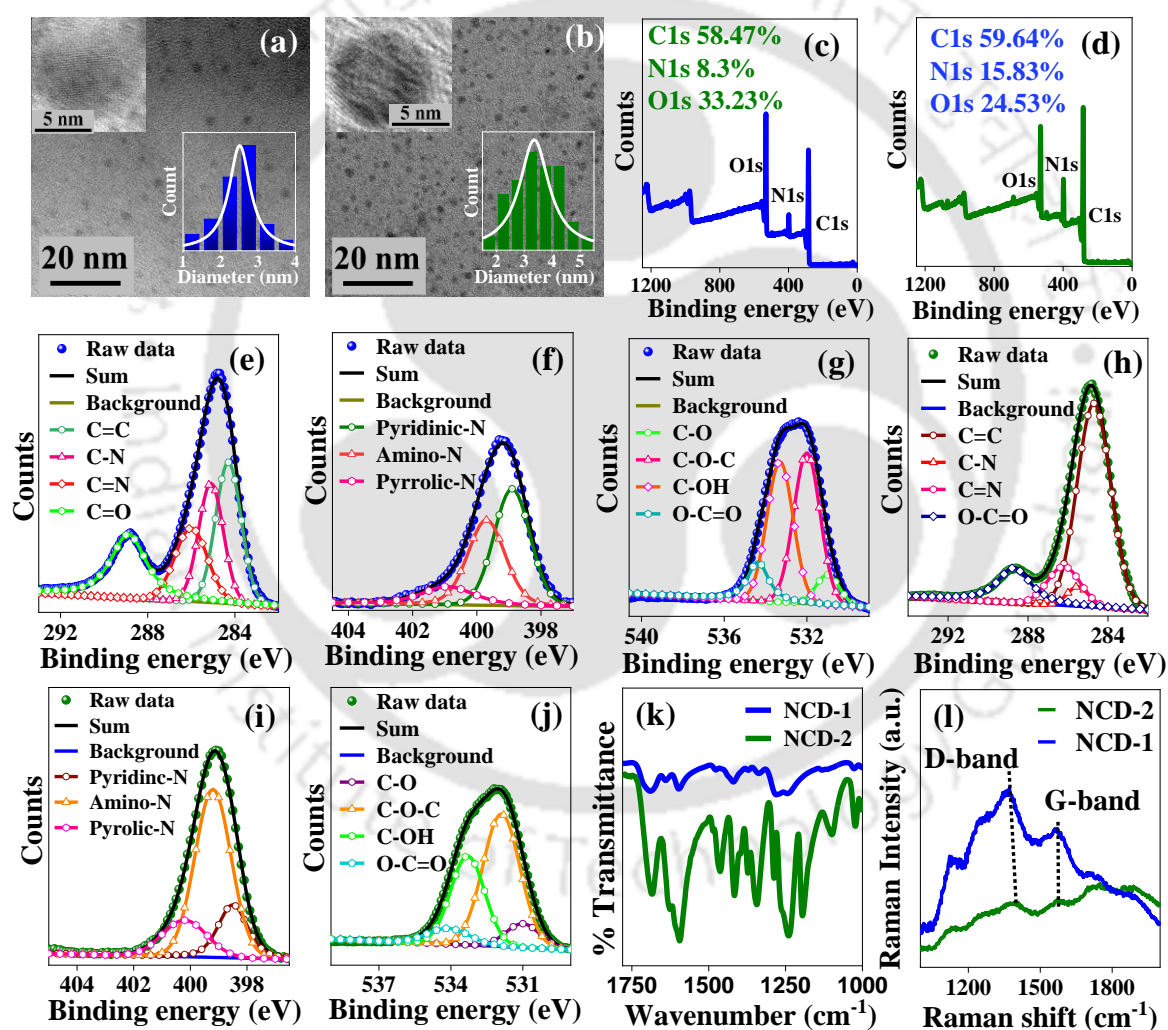 (a)
5 nm
20 nm
Count
1 2 3 4
Diameter (nm)
(b)
5 nm
20 nm
Count
2 3 4 5
Diameter (nm)
C1s 58.47%
N1s 8.3%
O1s 33.23%
(c)
O1s
N1s
C1s
Counts
1200 800 400 0
Binding energy (eV)
C1s 59.64%
N1s 15.83%
O1s 24.53%
(d)
O1s
N1s
C1s
Counts
1200 800 400 0
Binding energy (eV)
(e)
Raw data
Sum
Background
C=C
C-N
C=N
C=O
Counts
292 288 284
Binding energy (eV)
(f)
Raw data
Sum
Background
Pyridinic-N
Amino-N
Pyrrolic-N
Counts
404 402 400 398
Binding energy (eV)
(g)
Raw data
Sum
Background
C-O
C-O-C
C-OH
O-C=O
Counts
540 536 532
Binding energy (eV)
(h)
Raw data
Sum
Background
C=C
C-N
C=N
O-C=O
Counts
292 288 284
Binding energy (eV)
(i)
Raw data
Sum
Background
Pyridinc-N
Amino-N
Pyrolic-N
Counts
404 400 396
Binding energy (eV)
(j)
Raw data
Sum
Background
C-O
C-O-C
C-OH
O-C=O
Counts
537 534 531
Binding energy (eV)
(k)
NCD-1
NCD-2
% Transmittance
1750 1500 1250 1000
Wavenumber (cm⁻¹)
(l)
NCD-2
NCD-1
D-band
G-band
Raman Intensity (a.u.)
1200 1500 1800
Raman shift (cm⁻¹)